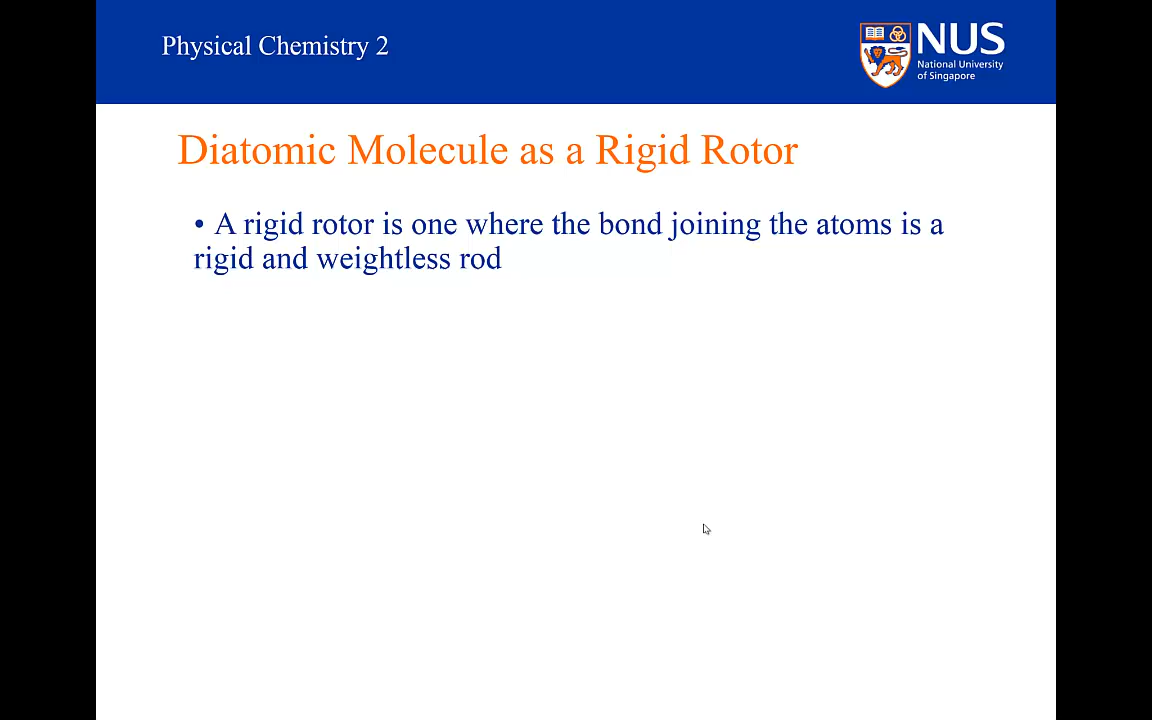 Physical Chemistry 2
NUS
National University
of Singapore
Diatomic Molecule as a Rigid Rotor
• A rigid rotor is one where the bond joining the atoms is a
rigid and weightless rod